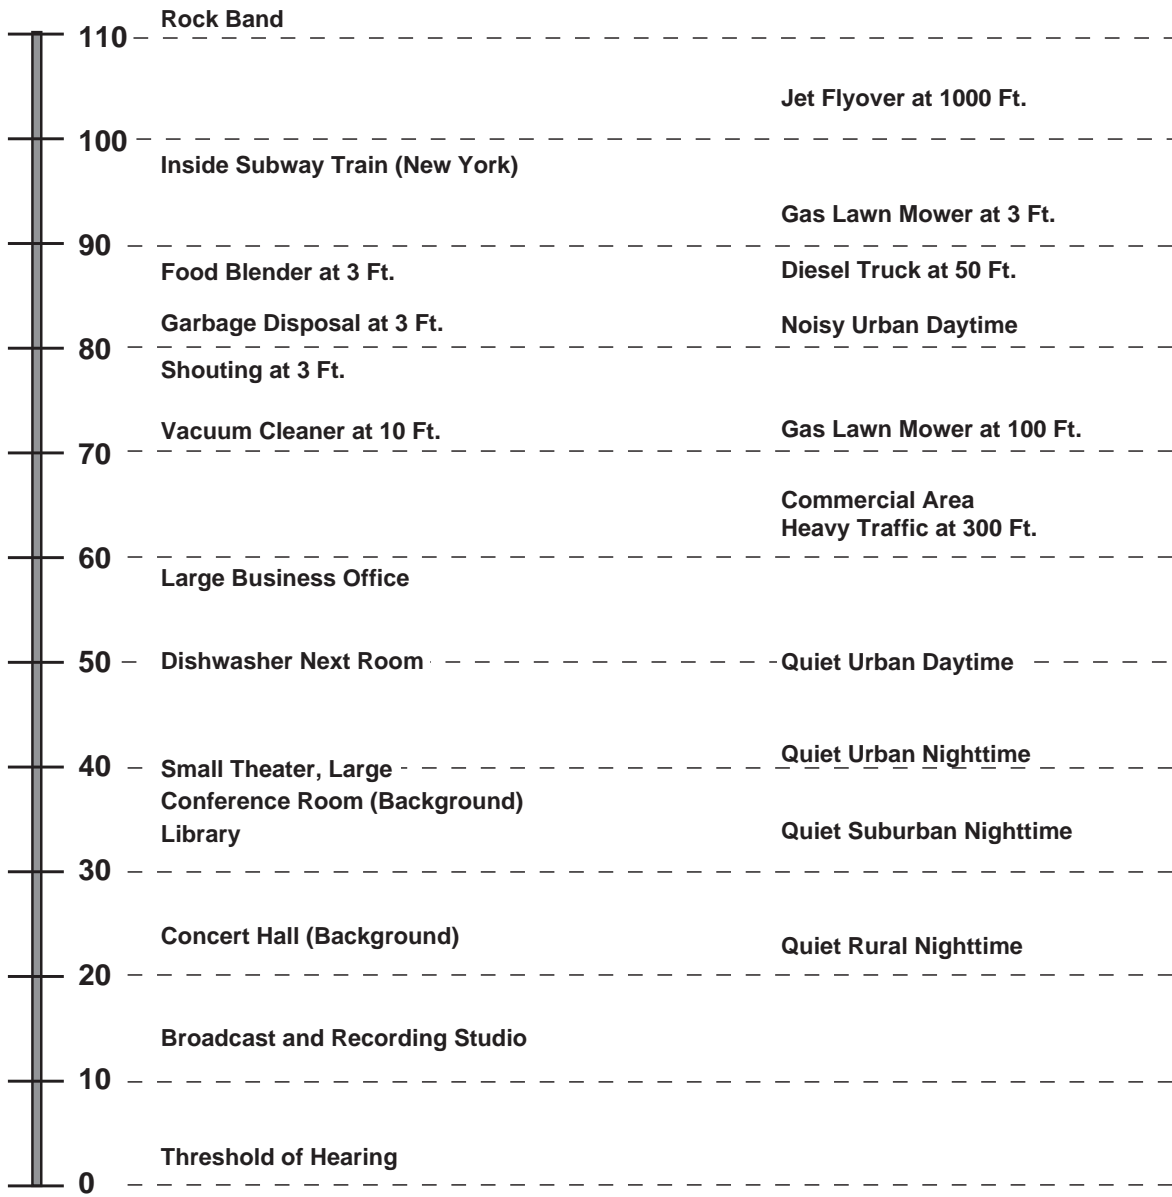 Rock Band
110
Jet Flyover at 1000 Ft.
100
Inside Subway Train (New York)
Gas Lawn Mower at 3 Ft.
90
Food Blender at 3 Ft.
Diesel Truck at 50 Ft.
Garbage Disposal at 3 Ft.
Noisy Urban Daytime
80
Shouting at 3 Ft.
Vacuum Cleaner at 10 Ft.
Gas Lawn Mower at 100 Ft.
70
Commercial Area
Heavy Traffic at 300 Ft.
60
Large Business Office
50
Dishwasher Next Room
Quiet Urban Daytime
Quiet Urban Nighttime
40
Small Theater, Large
Conference Room (Background)
Library
Quiet Suburban Nighttime
30
Concert Hall (Background)
Quiet Rural Nighttime
20
Broadcast and Recording Studio
10
Threshold of Hearing
0